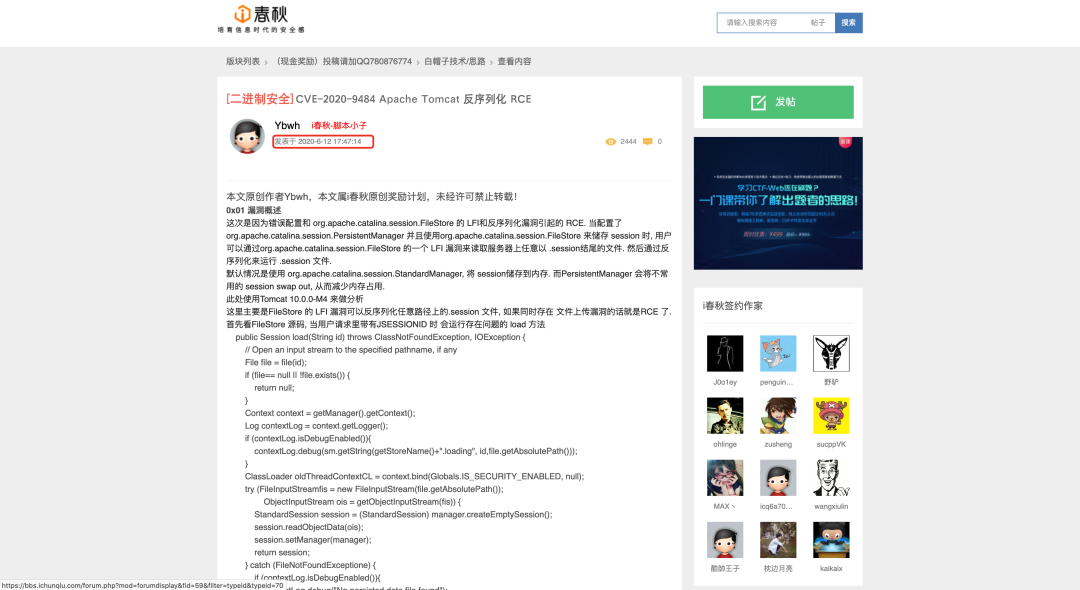 i春秋
培育信息时代的安全感
请输入搜索内容 帖子 搜索
版块列表 › （现金奖励）投稿请加QQ780876774 › 白帽子技术/思路 › 查看内容
[二进制安全]CVE-2020-9484 Apache Tomcat 反序列化 RCE
Ybwh i春秋-脚本小子
发表于 2020-6-12 17:47:14
2444 0
本文原创作者Ybwh，本文属i春秋原创奖励计划，未经许可禁止转载！
0x01 漏洞概述
这次是因为错误配置和 org.apache.catalina.session.FileStore 的 LFI和反序列化漏洞引起的 RCE. 当配置了
org.apache.catalina.session.PersistentManager 并且使用org.apache.catalina.session.FileStore 来储存 session 时, 用户
可以通过org.apache.catalina.session.FileStore 的一个 LFI 漏洞来读取服务器上任意以 .session结尾的文件. 然后通过反
序列化来运行 .session 文件.
默认情况是使用 org.apache.catalina.session.StandardManager, 将 session储存到内存. 而PersistentManager 会将不常
用的 session swap out, 从而减少内存占用.
此处使用Tomcat 10.0.0-M4 来做分析
这里主要是FileStore 的 LFI 漏洞可以反序列化任意路径上的.session 文件, 如果同时存在 文件上传漏洞的话就是RCE 了.
首先看FileStore 源码, 当用户请求里带有JSESSIONID 时 会运行存在问题的 load 方法
public Session load(String id) throws ClassNotFoundException, IOException {
// Open an input stream to the specified pathname, if any
File file = file(id);
if (file== null || !file.exists()) {
return null;
}
Context context = getManager().getContext();
Log contextLog = context.getLogger();
if (contextLog.isDebugEnabled()){
contextLog.debug(sm.getString(getStoreName()+".loading", id,file.getAbsolutePath()));
}
ClassLoader oldThreadContextCL = context.bind(Globals.IS_SECURITY_ENABLED, null);
try (FileInputStreamfis = new FileInputStream(file.getAbsolutePath());
ObjectInputStream ois = getObjectInputStream(fis)) {
StandardSession session = (StandardSession) manager.createEmptySession();
session.readObjectData(ois);
session.setManager(manager);
return session;
} catch (FileNotFoundExceptione) {
if (contextLog.isDebugEnabled()){
https://bbs.ichunqiu.com/forum.php?mod=forumdisplay&fid=59&filter=typeid&typeid=70
发帖
学习CTF-Web还在刷题？
一门课带你了解出题者的思路!
i春秋签约作家
J0o1ey penguin... 野驴
ohlinge zusheng sucppVK
MAX丶 icq6a70... wangxiulin
酷帥王子 枕边月亮 kaikaix